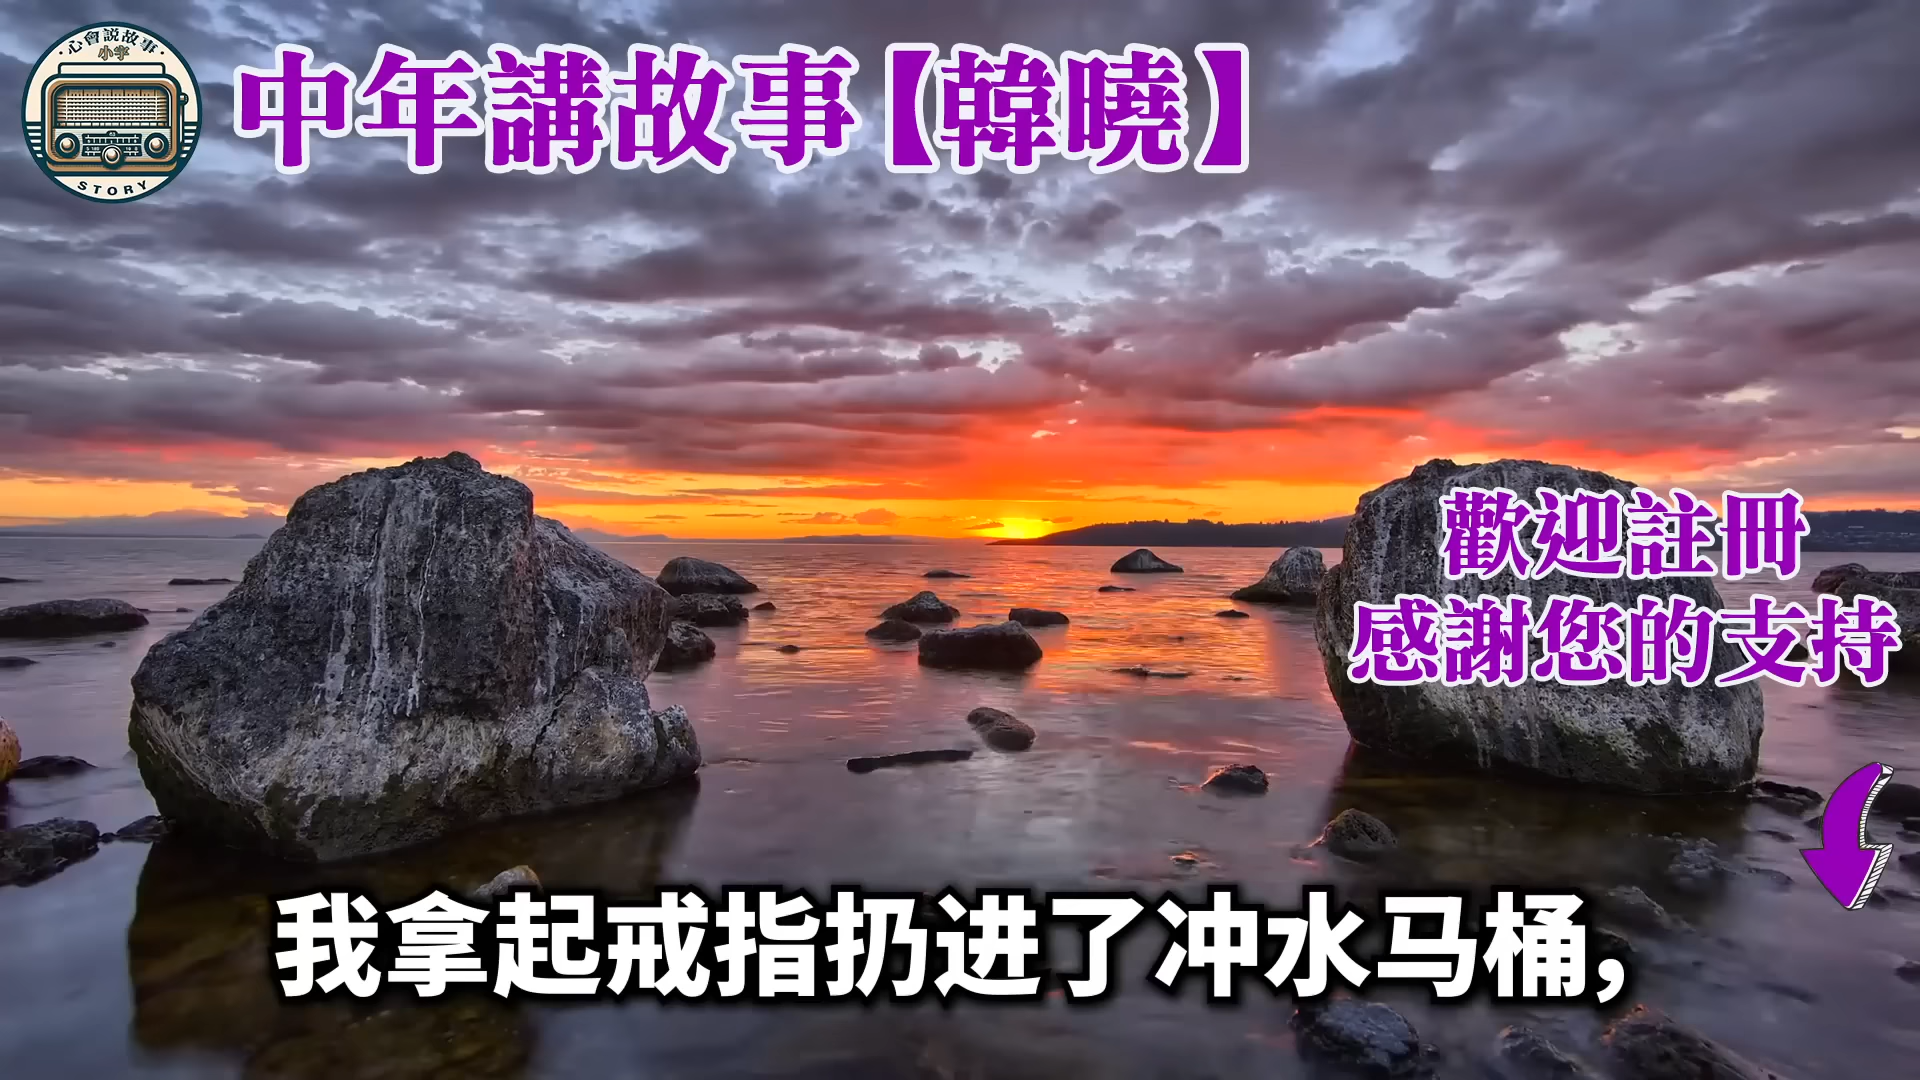 ·心會説故事·
小宇
STORY
中年講故事【韓曉】
歡迎註冊
感謝您的支持
我拿起戒指扔进了冲水马桶,